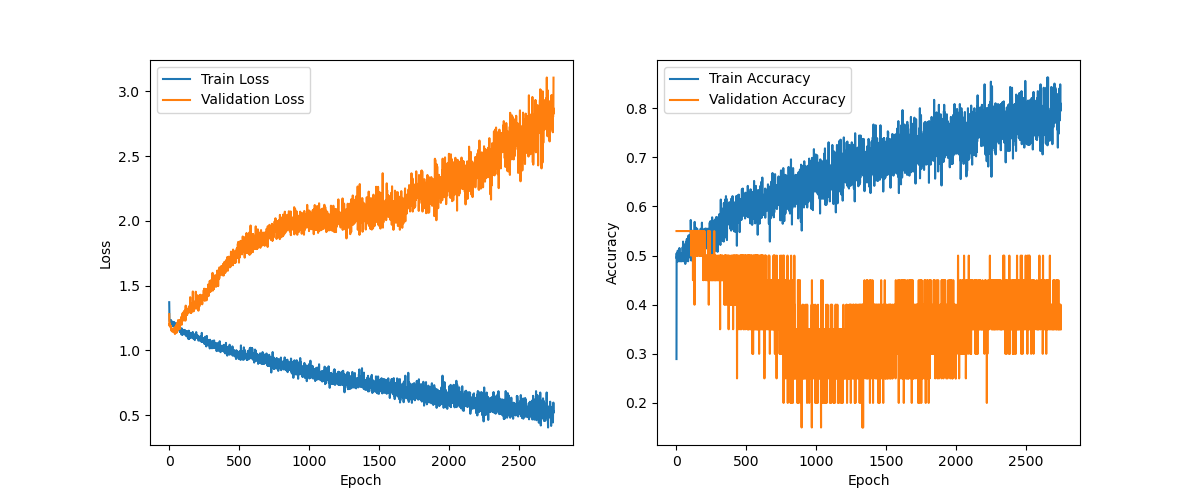 Train Loss
Validation Loss
3.0
2.5
2.0
1.5
1.0
0.5
Loss
0 500 1000 1500 2000 2500
Epoch
Train Accuracy
Validation Accuracy
0.8
0.7
0.6
0.5
0.4
0.3
0.2
Accuracy
0 500 1000 1500 2000 2500
Epoch